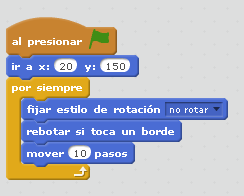 al presionar
ir a x: 20 y: 150
por siempre
fijar estilo de rotación no rotar
rebotar si toca un borde
mover 10 pasos